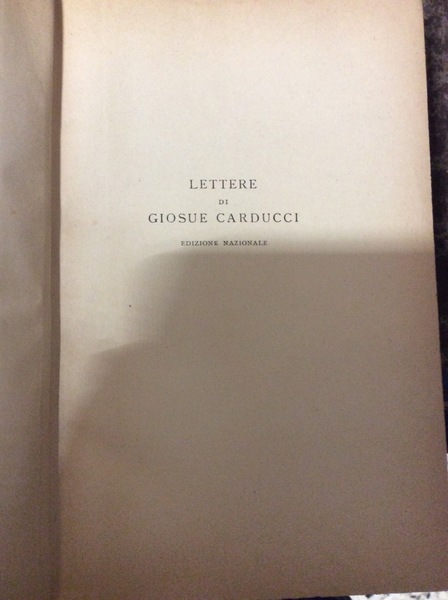 LETTERE
DI
GIOSUE CARDUCCI
EDIZIONE NAZIONALE